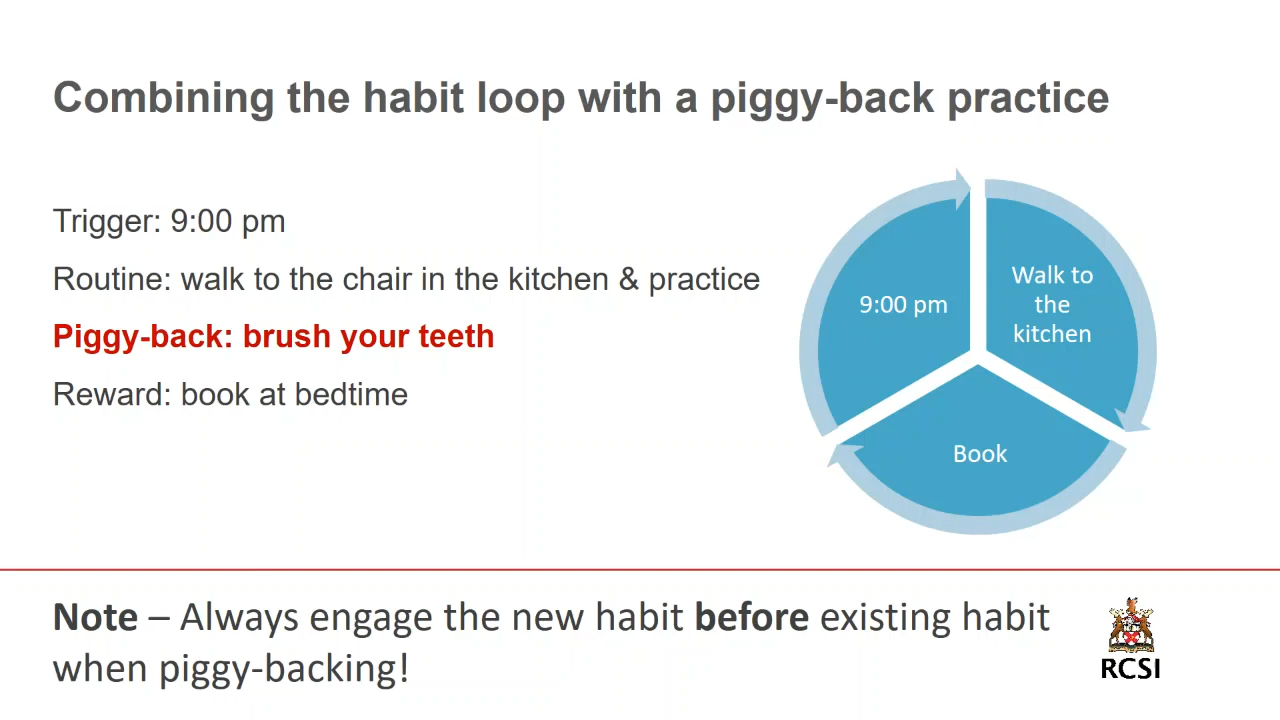 Combining the habit loop with a piggy-back practice
Trigger: 9:00 pm
Routine: walk to the chair in the kitchen & practice
Piggy-back: brush your teeth
Reward: book at bedtime
9:00 pm
Walk to
the
kitchen
Book
Note – Always engage the new habit before existing habit
when piggy-backing!
RCSI